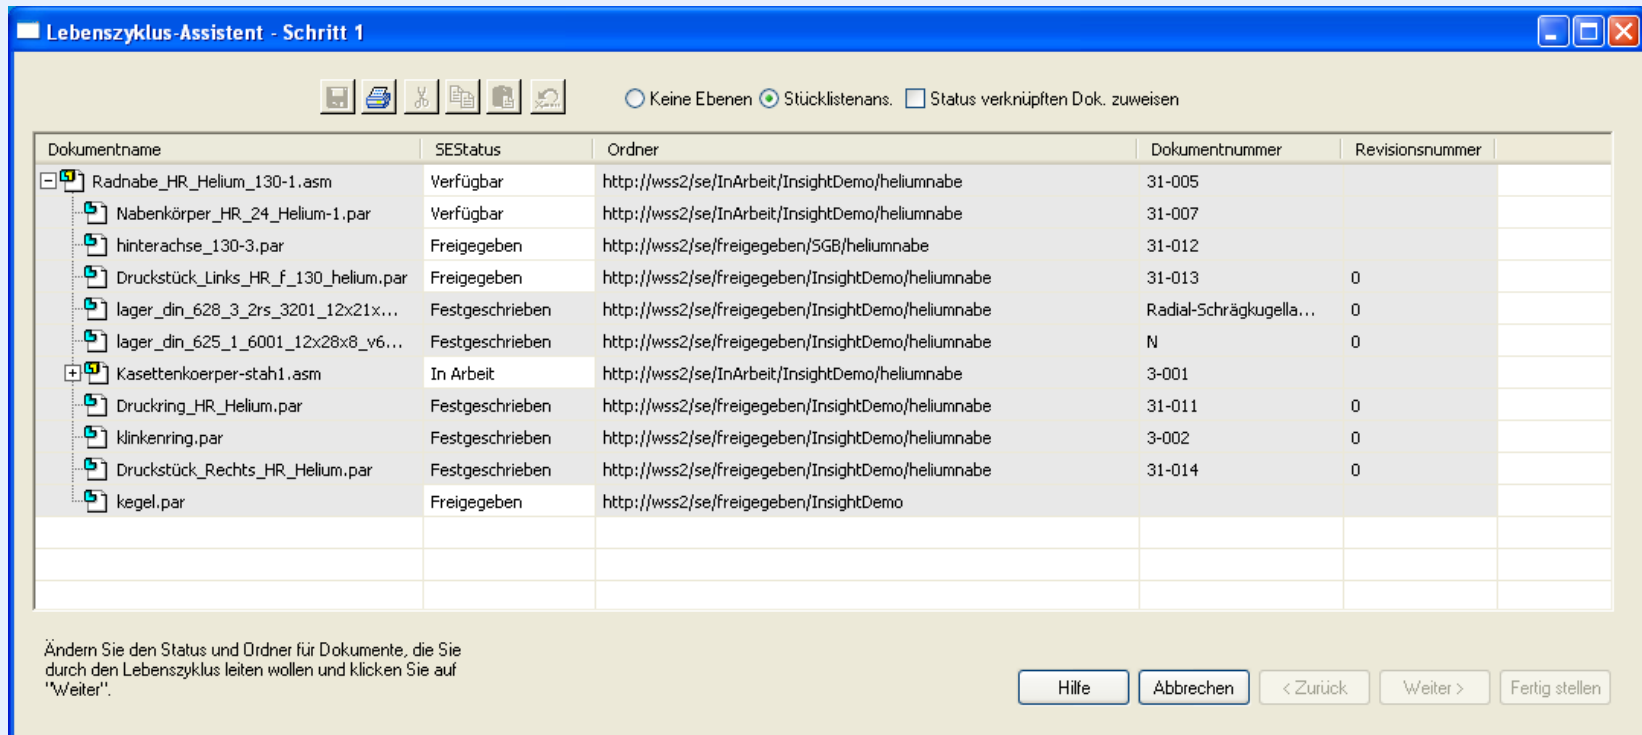 Lebenszyklus-Assistent - Schritt 1
Keine Ebenen Stücklistenans. Status verknüpften Dok. zuweisen
Dokumentname SEStatus Ordner Dokumentnummer Revisionsnummer
Radnabe_HR_Helium_130-1.asm Verfügbar http://wss2/se/InArbeit/InsightDemo/heliumnabe 31-005
Nabenkörper_HR_24_Helium-1.par Verfügbar http://wss2/se/InArbeit/InsightDemo/heliumnabe 31-007
hinterachse_130-3.par Freigegeben http://wss2/se/freigegeben/SGB/heliumnabe 31-012
Druckstück_Links_HR_f_130_helium.par Freigegeben http://wss2/se/freigegeben/InsightDemo/heliumnabe 31-013 0
lager_din_628_3_2rs_3201_12x21x... Festgeschrieben http://wss2/se/freigegeben/InsightDemo/heliumnabe Radial-Schrägkugella... 0
lager_din_625_1_6001_12x28x8_v6... Festgeschrieben http://wss2/se/freigegeben/InsightDemo/heliumnabe N 0
Kasettenkoerper-stah1.asm In Arbeit http://wss2/se/InArbeit/InsightDemo/heliumnabe 3-001
Druckring_HR_Helium.par Festgeschrieben http://wss2/se/freigegeben/InsightDemo/heliumnabe 31-011 0
klinkenring.par Festgeschrieben http://wss2/se/freigegeben/InsightDemo/heliumnabe 3-002 0
Druckstück_Rechts_HR_Helium.par Festgeschrieben http://wss2/se/freigegeben/InsightDemo/heliumnabe 31-014 0
kegel.par Freigegeben http://wss2/se/freigegeben/InsightDemo
Ändern Sie den Status und Ordner für Dokumente, die Sie
durch den Lebenszyklus leiten wollen und klicken Sie auf
"Weiter".
Hilfe Abbrechen < Zurück Weiter > Fertig stellen